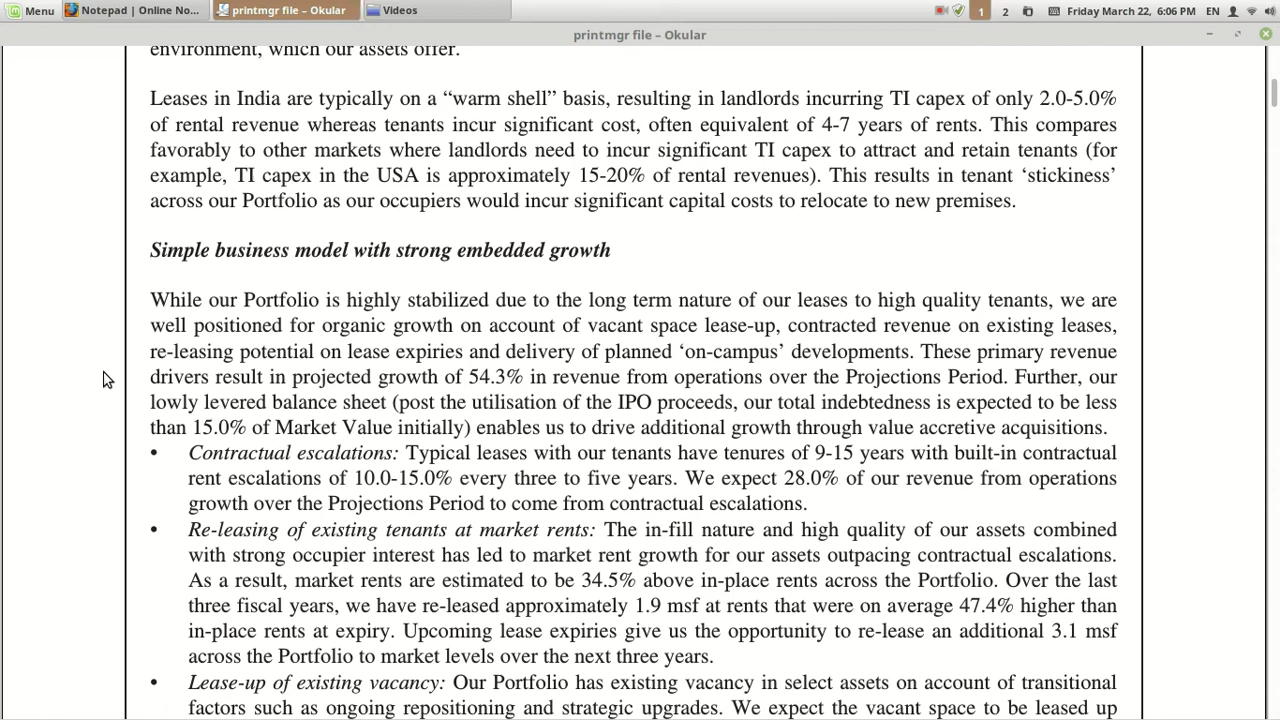 Menu
Notepad | Online No...
printmgr file – Okular
Videos
1
2
Friday March 22, 6:06 PM
EN
printmgr file – Okular
environment, which our assets offer.
Leases in India are typically on a “warm shell” basis, resulting in landlords incurring TI capex of only 2.0-5.0%
of rental revenue whereas tenants incur significant cost, often equivalent of 4-7 years of rents. This compares
favorably to other markets where landlords need to incur significant TI capex to attract and retain tenants (for
example, TI capex in the USA is approximately 15-20% of rental revenues). This results in tenant ‘stickiness’
across our Portfolio as our occupiers would incur significant capital costs to relocate to new premises.
Simple business model with strong embedded growth
While our Portfolio is highly stabilized due to the long term nature of our leases to high quality tenants, we are
well positioned for organic growth on account of vacant space lease-up, contracted revenue on existing leases,
re-leasing potential on lease expiries and delivery of planned ‘on-campus’ developments. These primary revenue
drivers result in projected growth of 54.3% in revenue from operations over the Projections Period. Further, our
lowly levered balance sheet (post the utilisation of the IPO proceeds, our total indebtedness is expected to be less
than 15.0% of Market Value initially) enables us to drive additional growth through value accretive acquisitions.
• Contractual escalations: Typical leases with our tenants have tenures of 9-15 years with built-in contractual
rent escalations of 10.0-15.0% every three to five years. We expect 28.0% of our revenue from operations
growth over the Projections Period to come from contractual escalations.
• Re-leasing of existing tenants at market rents: The in-fill nature and high quality of our assets combined
with strong occupier interest has led to market rent growth for our assets outpacing contractual escalations.
As a result, market rents are estimated to be 34.5% above in-place rents across the Portfolio. Over the last
three fiscal years, we have re-leased approximately 1.9 msf at rents that were on average 47.4% higher than
in-place rents at expiry. Upcoming lease expiries give us the opportunity to re-lease an additional 3.1 msf
across the Portfolio to market levels over the next three years.
• Lease-up of existing vacancy: Our Portfolio has existing vacancy in select assets on account of transitional
factors such as ongoing repositioning and strategic upgrades. We expect the vacant space to be leased up